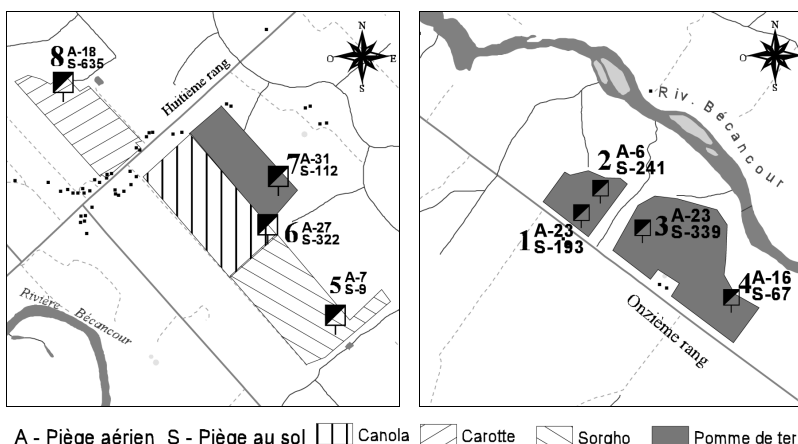 8 A-18
S-635
Huitième rang
N
O E
S
7 A-31
S-112
6 A-27
S-322
5 A-7
S-9
Rivière Bécancour
N
O
S
Riv. Bécancour
2 A-6
S-241
1 A-23
S-193
3 A-23
S-339
4 A-16
S-67
Onzième rang
A - Piège aérien S - Piège au sol Canola Carotte Sorgho Pomme de ter